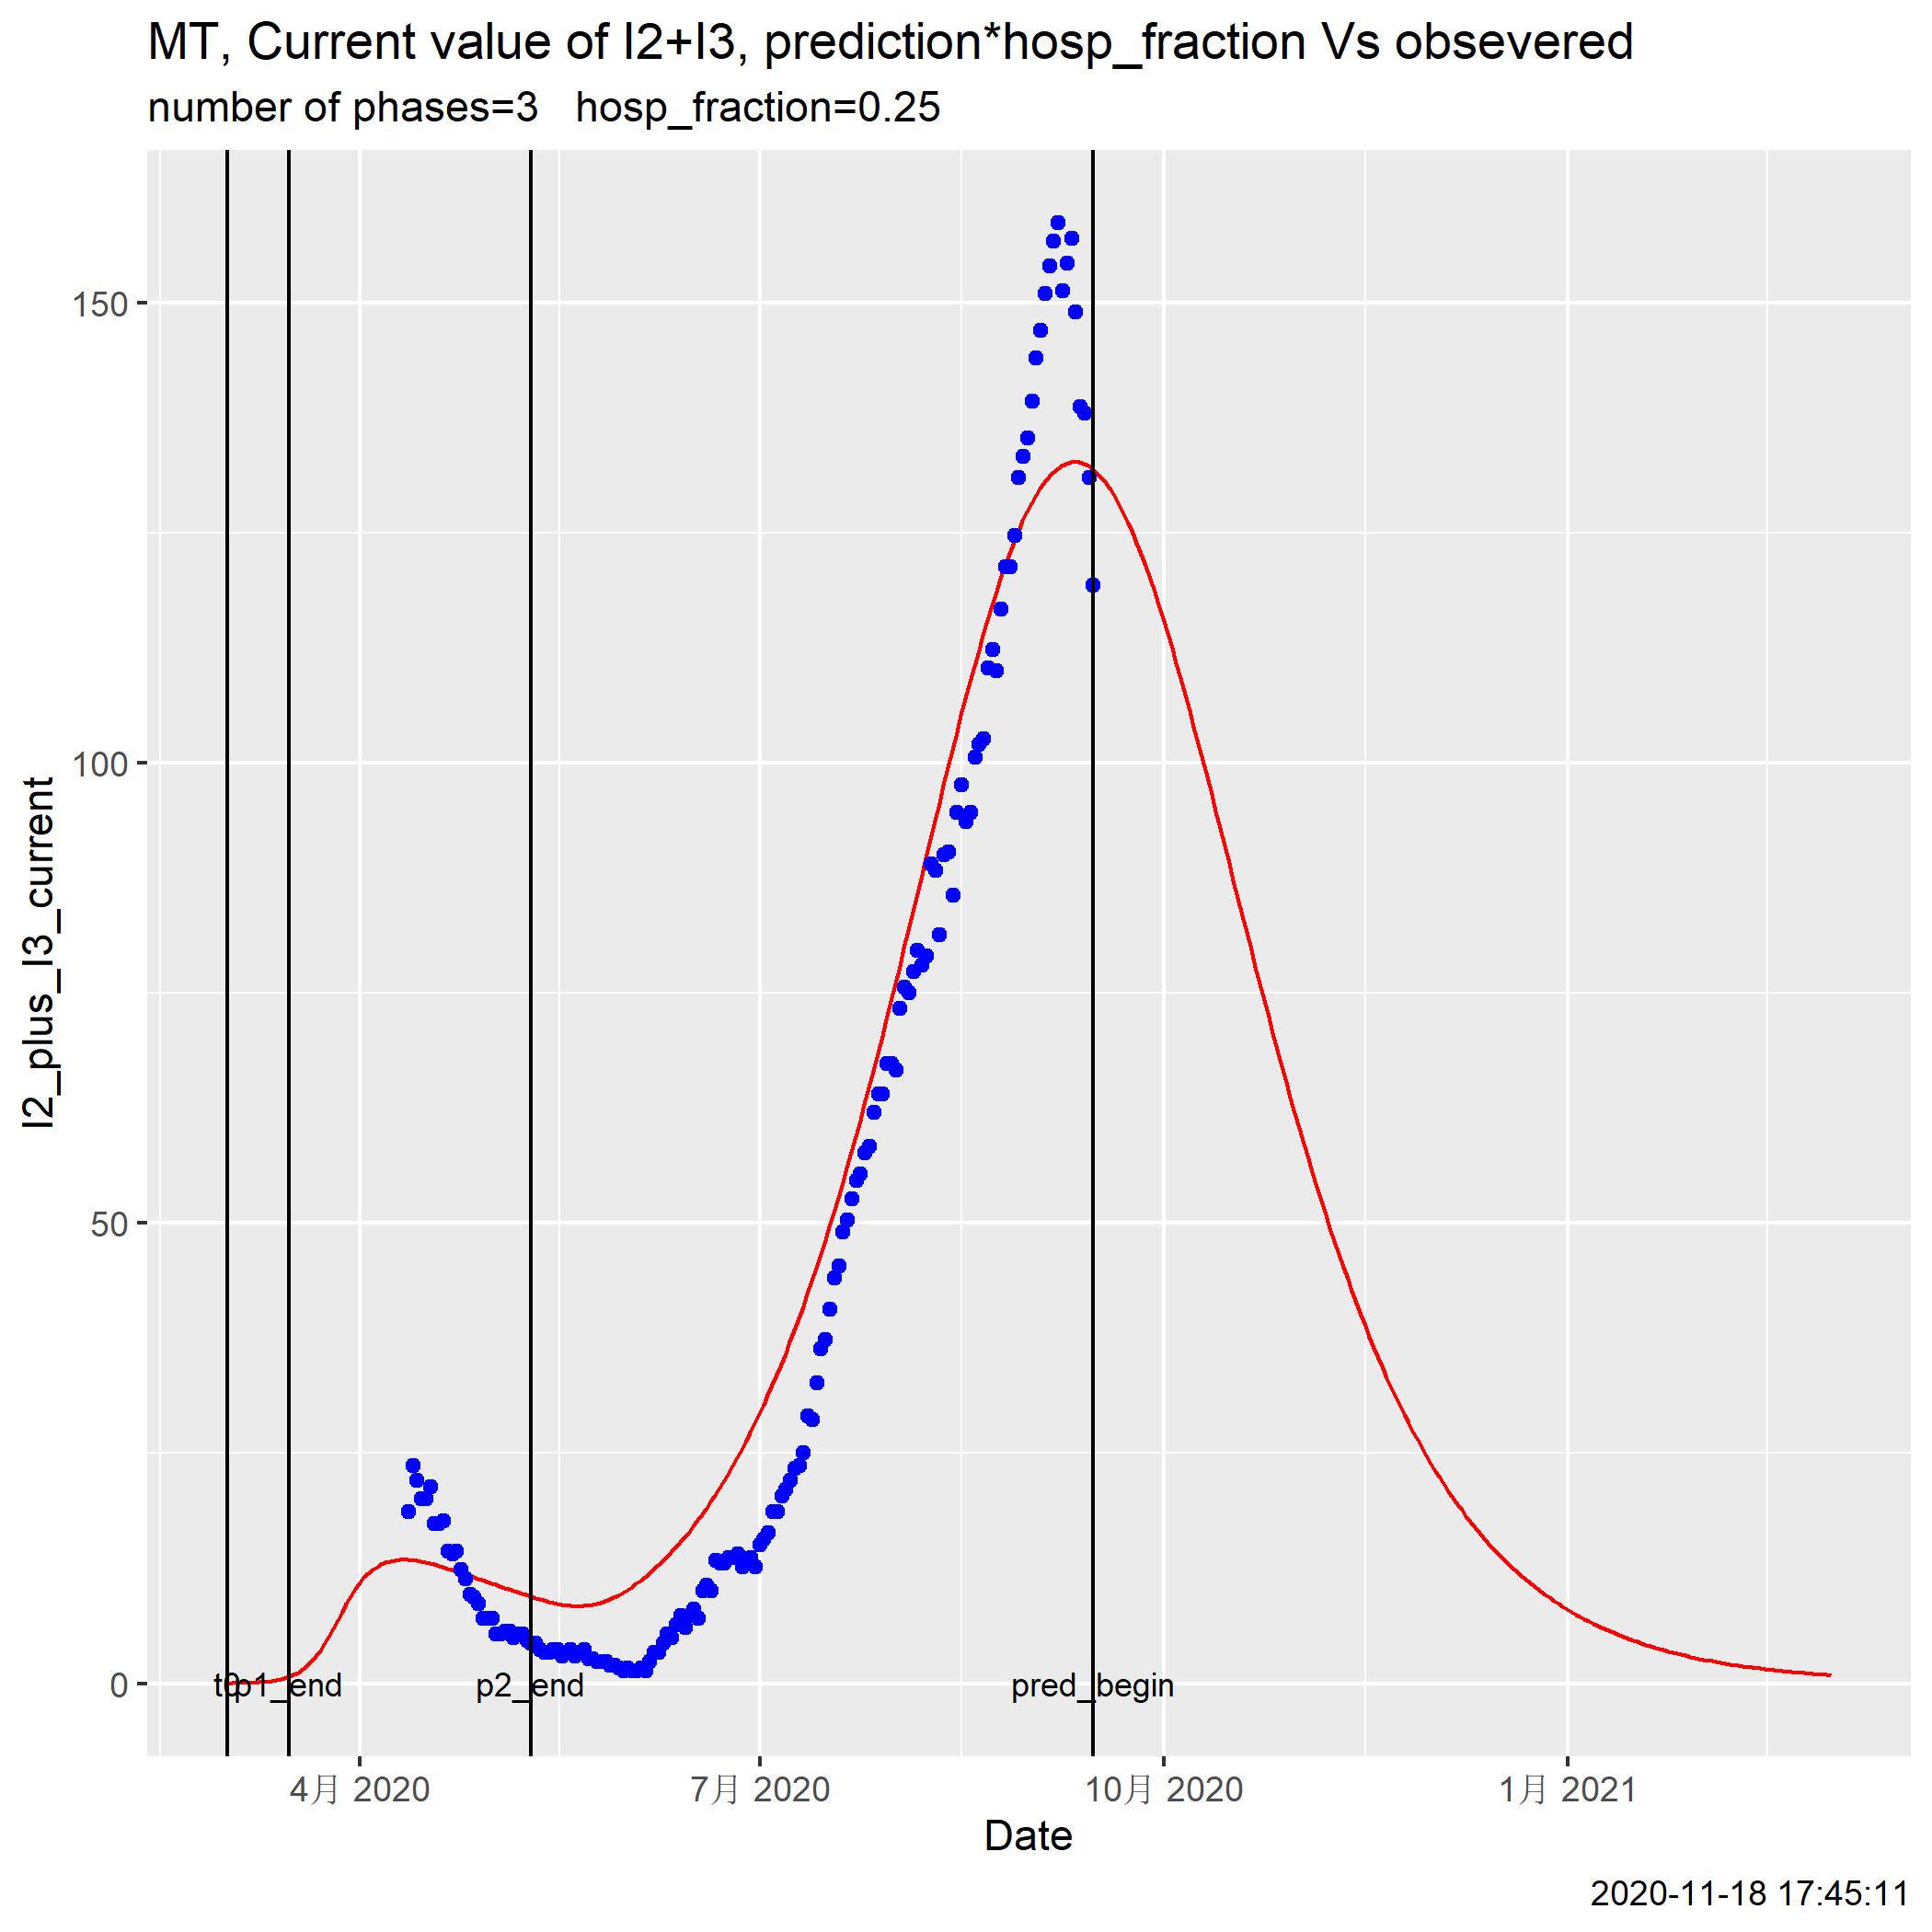 MT, Current value of I2+I3, prediction*hosp_fraction Vs obsevered
number of phases=3   hosp_fraction=0.25
I2_plus_I3_current
150
100
50
0
t0 p1_end p2_end pred_begin
4月 2020 7月 2020 10月 2020 1月 2021
Date
2020-11-18 17:45:11